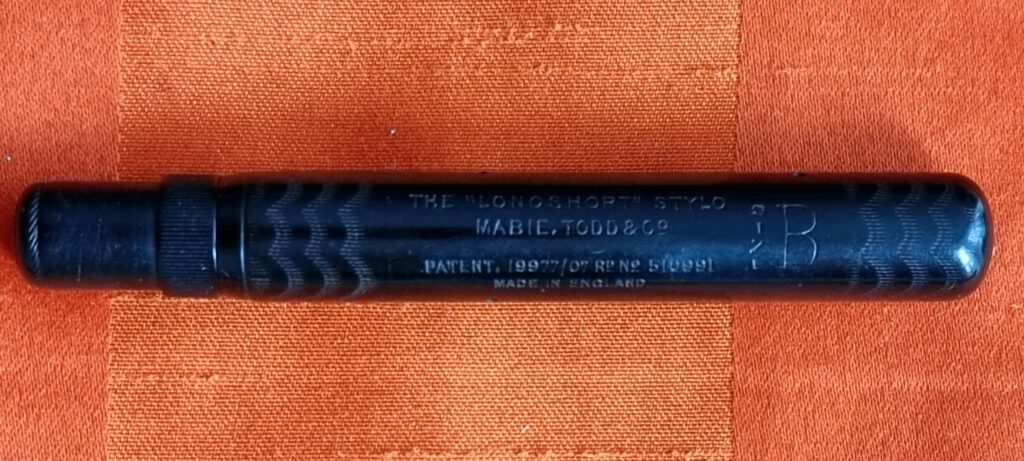 THE "LONGSHORT" STYLO
MABIE, TODD & Cº
PATENT. 19977/07 Rᴰ Nº 510991
MADE IN ENGLAND
B